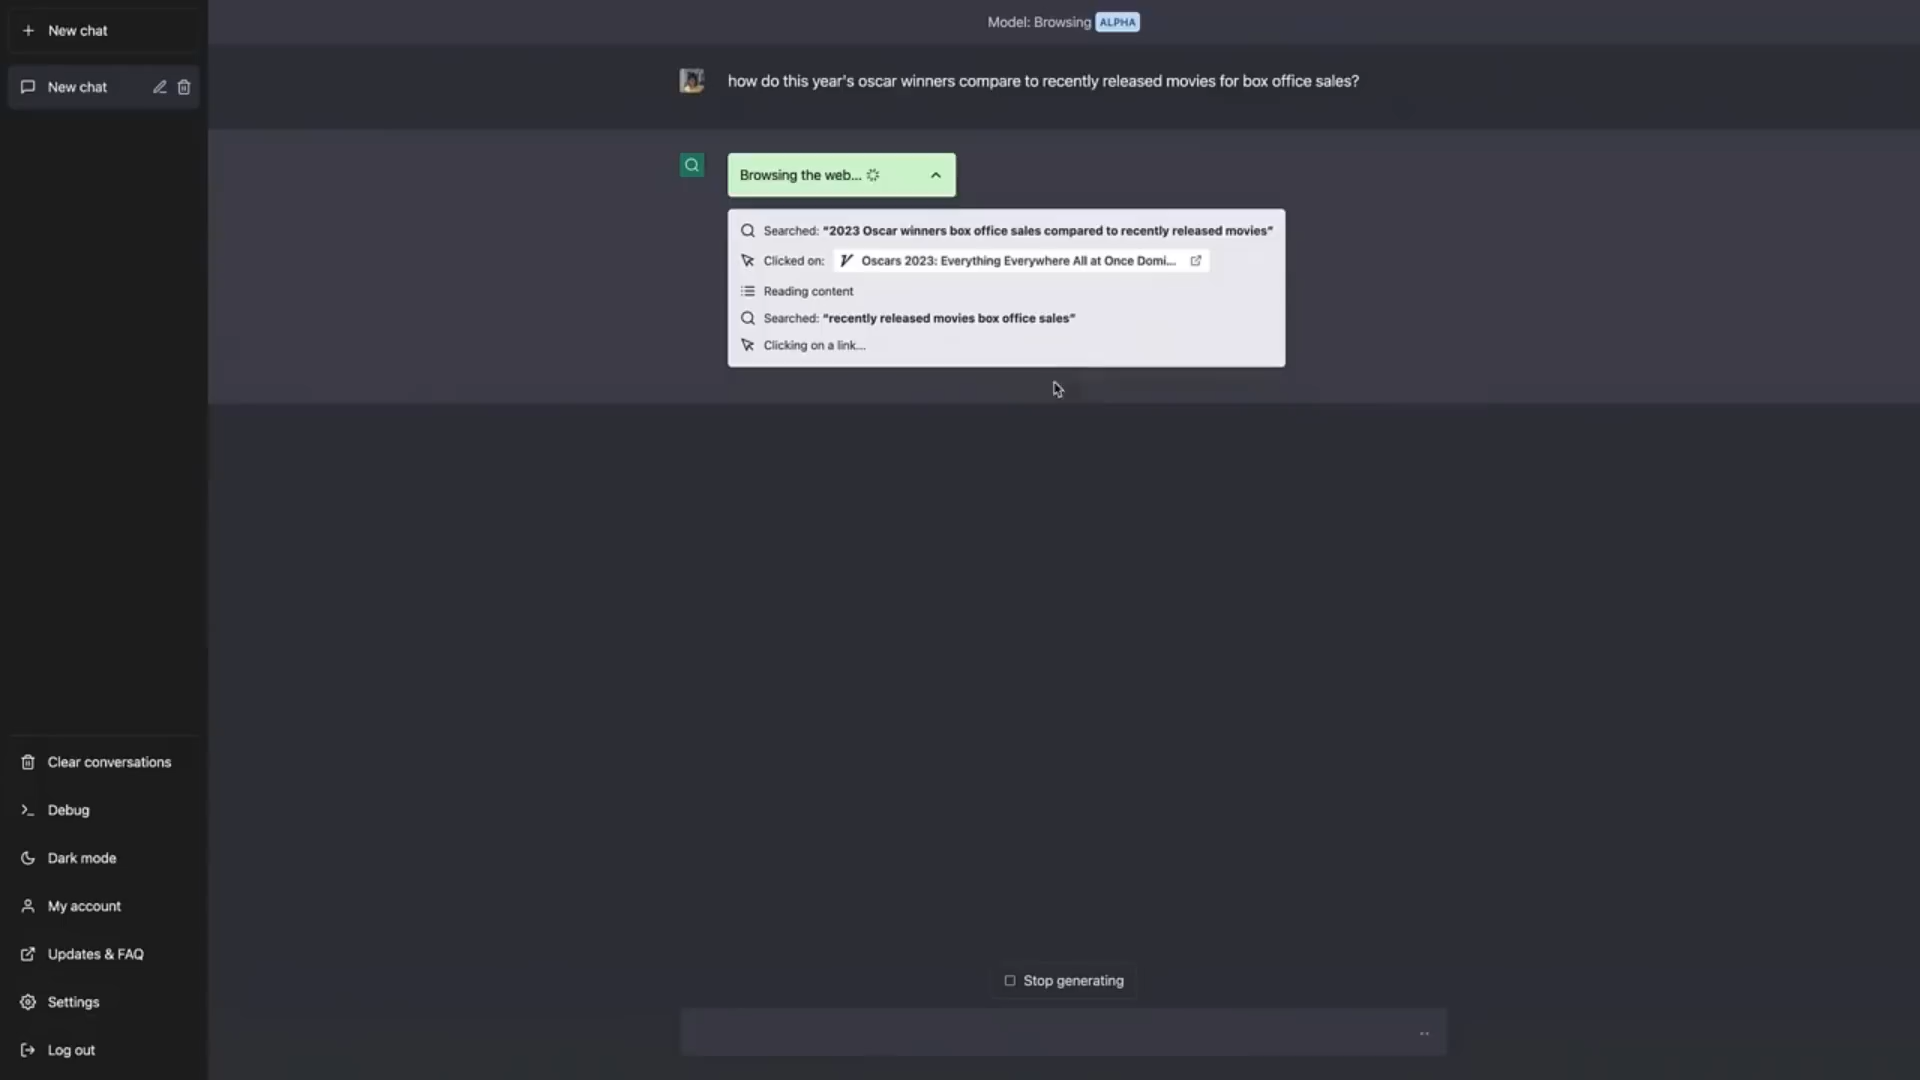 New chat
New chat
Clear conversations
Debug
Dark mode
My account
Updates & FAQ
Settings
Log out
Model: Browsing ALPHA
how do this year's oscar winners compare to recently released movies for box office sales?
Browsing the web...
Searched: "2023 Oscar winners box office sales compared to recently released movies"
Clicked on: Oscars 2023: Everything Everywhere All at Once Domi...
Reading content
Searched: "recently released movies box office sales"
Clicking on a link...
Stop generating